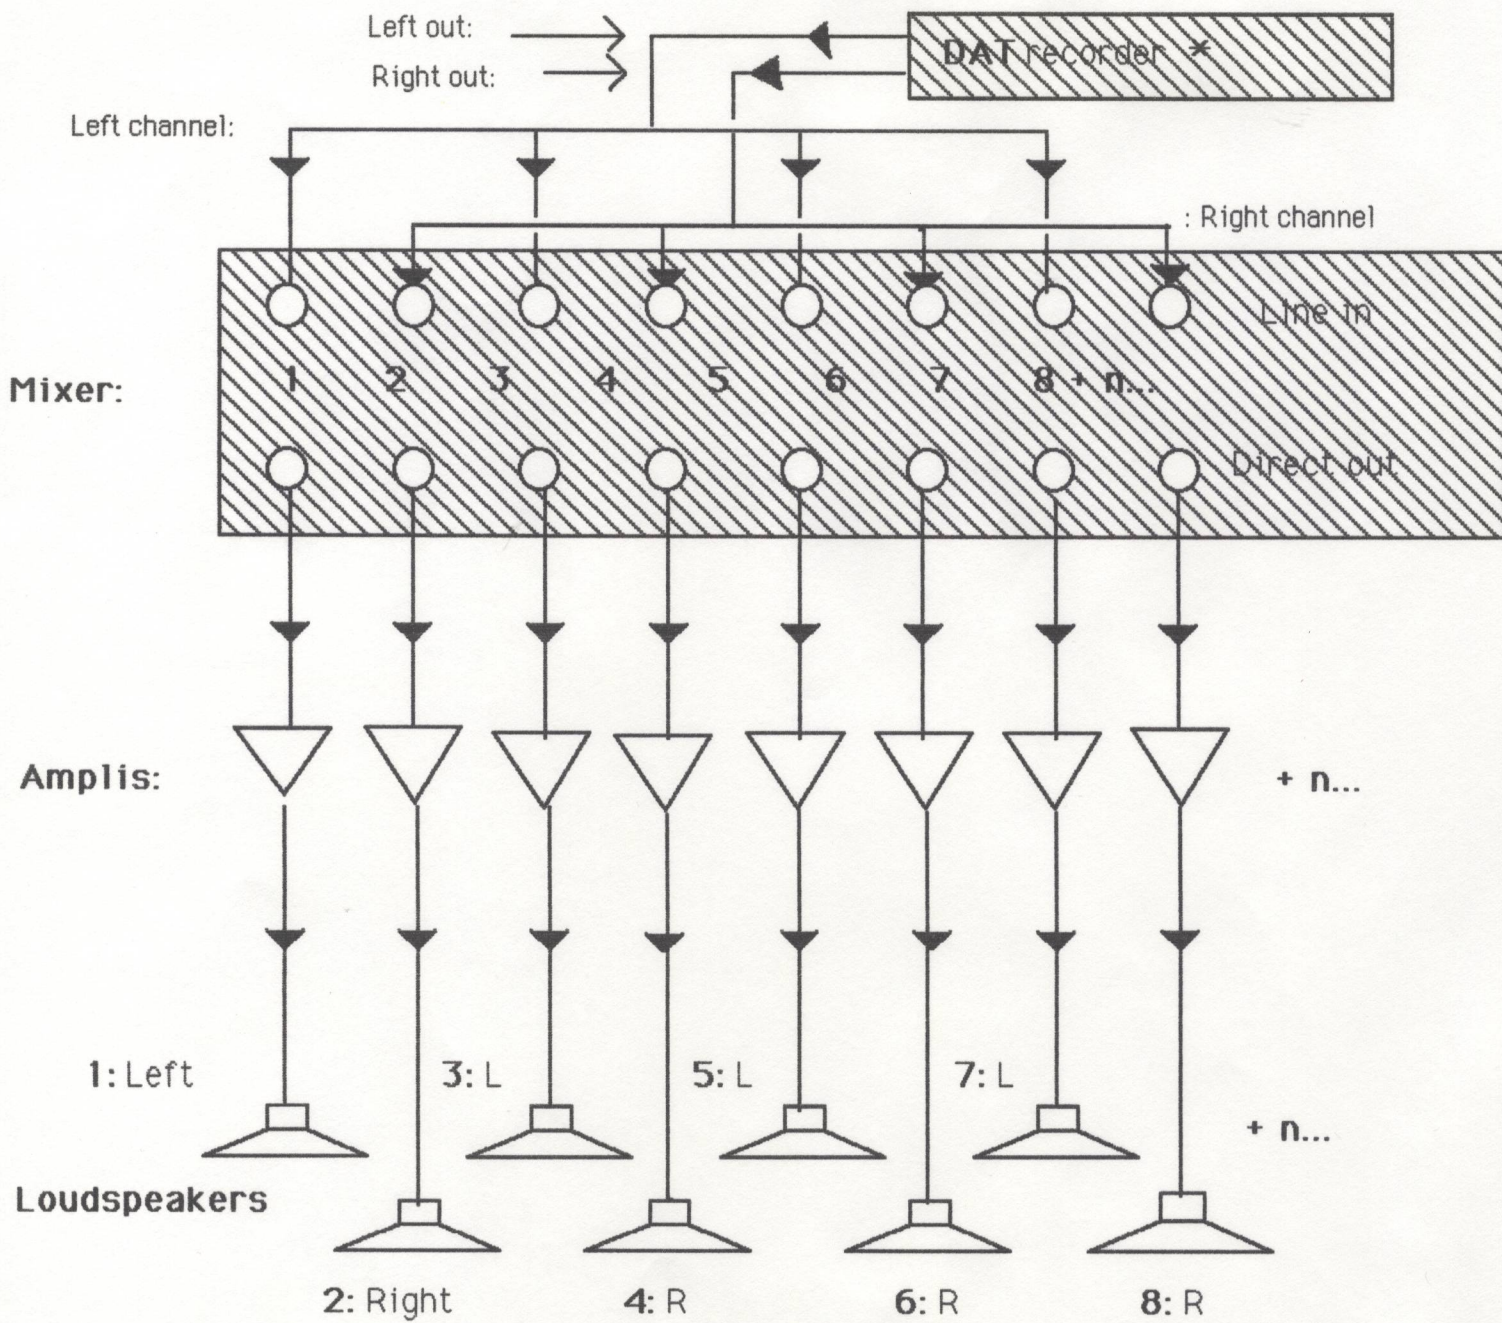 Left out:
DAT recorder *
Right out:
Left channel:
: Right channel
Line in
Mixer:
1 2 3 4 5 6 7 8 + n...
Direct out
Amplis:
+ n...
1: Left
3: L
5: L
7: L
+ n...
Loudspeakers
2: Right
4: R
6: R
8: R